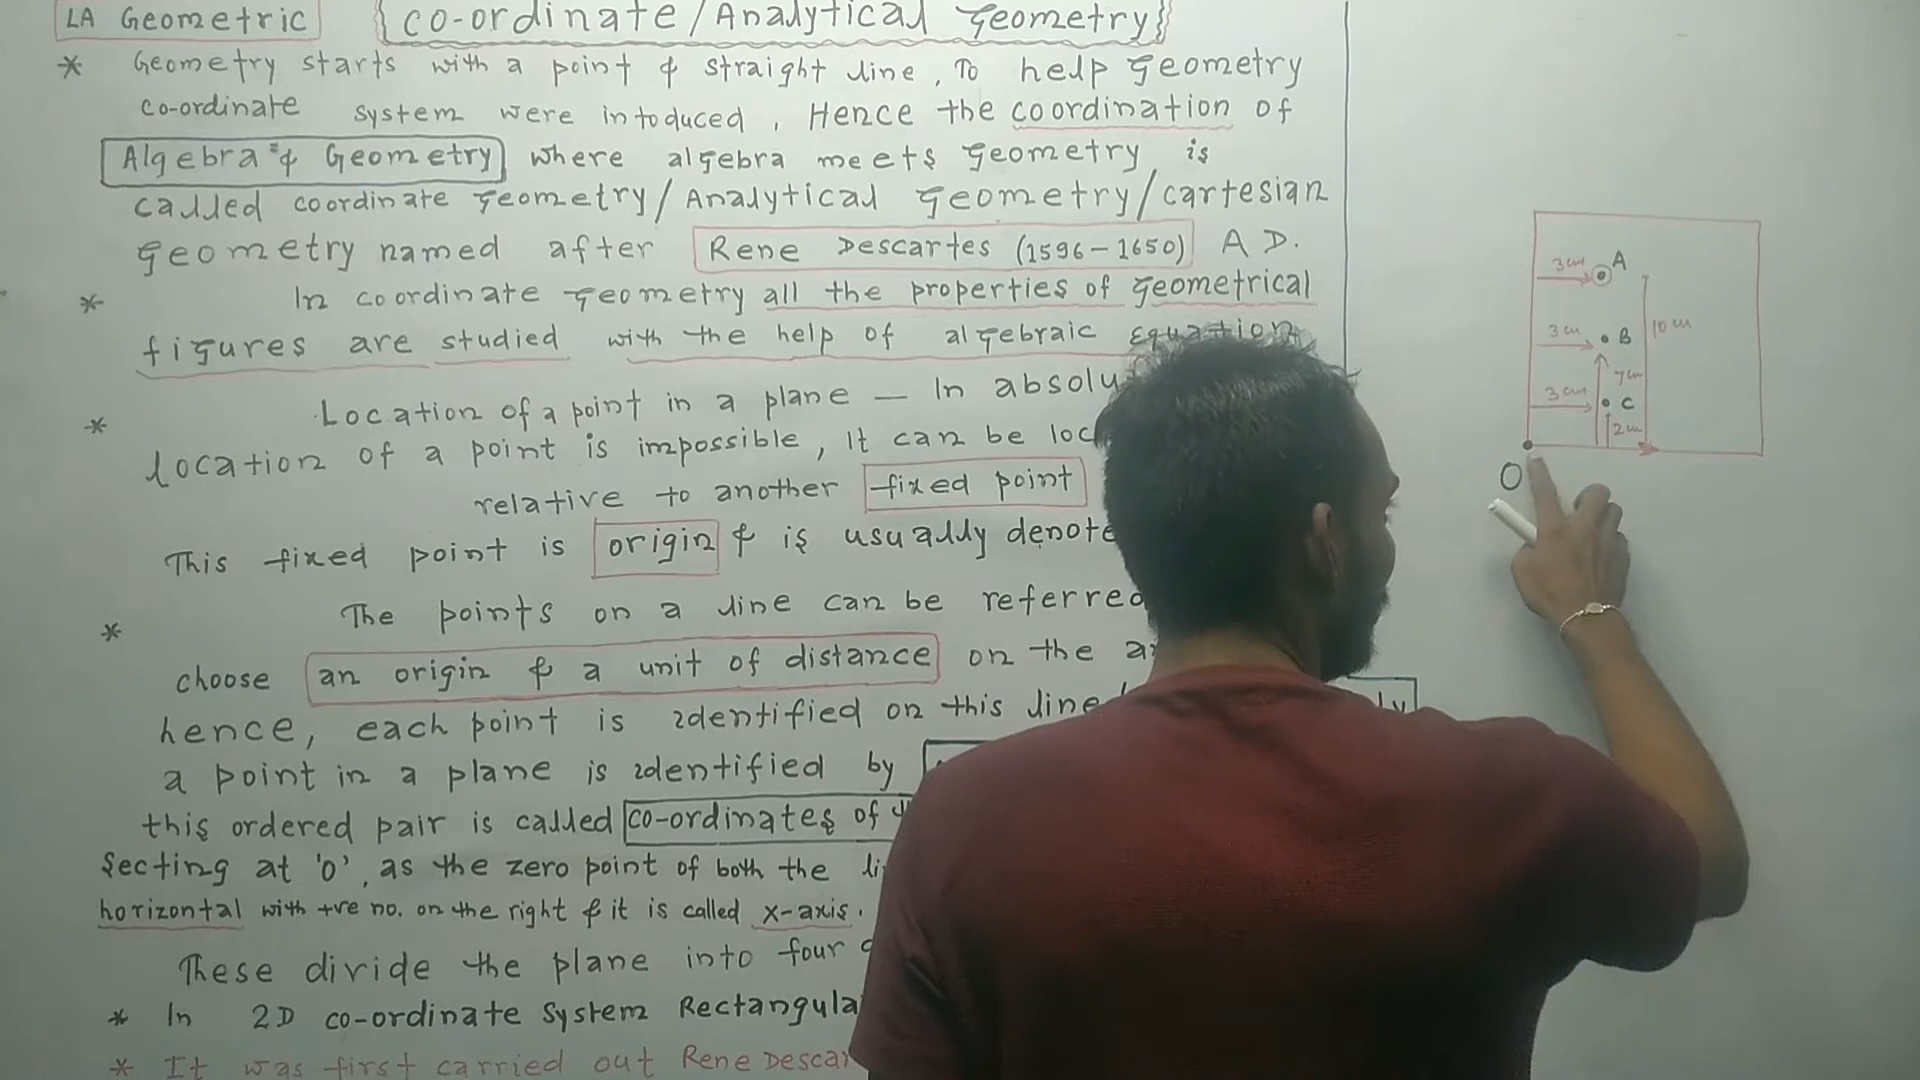 LA Geometric
{co-ordinate/Analytical Geometry}
* Geometry starts with a point & straight line, To help Geometry
co-ordinate system were intoduced, Hence the coordination of
Algebra & Geometry where algebra meets Geometry is
called coordinate Geometry/Analytical Geometry/cartesian
Geometry named after Rene Descartes (1596-1650) A D.
* In coordinate Geometry all the properties of Geometrical
figures are studied with the help of algebraic Equation
* Location of a point in a plane — In absolu
location of a point is impossible, It can be loc
relative to another fixed point
This fixed point is origin & is usually denote
* The points on a line can be referred
choose an origin & a unit of distance on the
hence, each point is identified on this line
a point in a plane is identified by
this ordered pair is called co-ordinates of
secting at 'O', as the zero point of both the li
horizontal with +ve no. on the right & it is called x-axis.
These divide the plane into four
* In 2D co-ordinate System Rectangula
* It was first carried out Rene Descar
3cm A
3cm B 10cm
7cm
3cm C
2cm
O